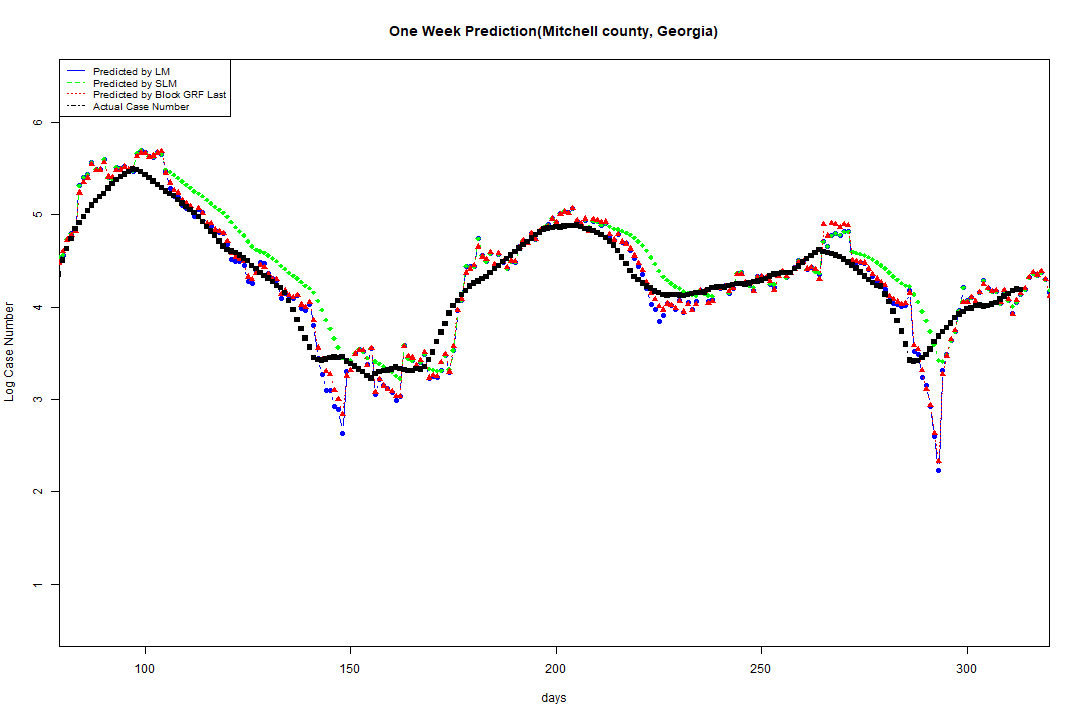 One Week Prediction(Mitchell county, Georgia)
Predicted by LM
Predicted by SLM
Predicted by Block GRF Last
Actual Case Number
6
5
4
3
2
1
Log Case Number
100 150 200 250 300
days